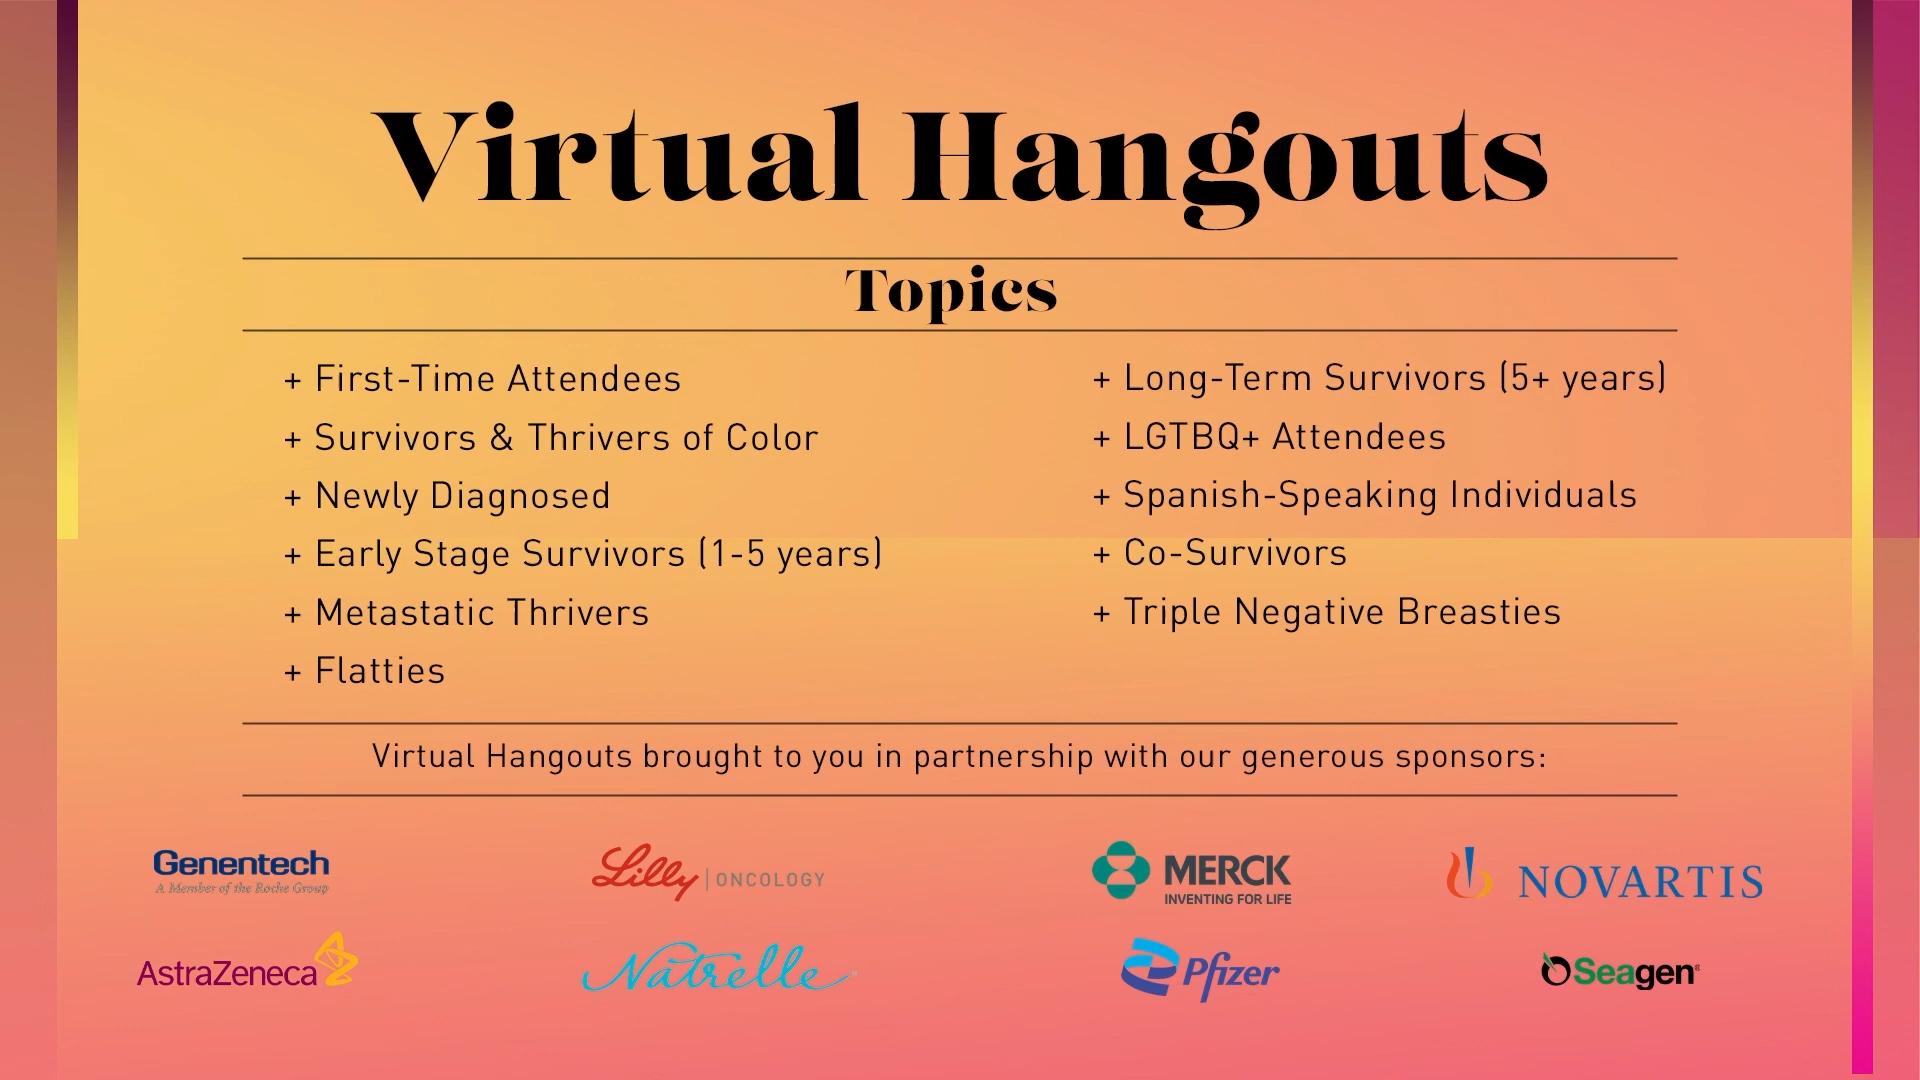 Virtual Hangouts
Topics
+ First-Time Attendees
+ Survivors & Thrivers of Color
+ Newly Diagnosed
+ Early Stage Survivors (1-5 years)
+ Metastatic Thrivers
+ Flatties
+ Long-Term Survivors (5+ years)
+ LGTBQ+ Attendees
+ Spanish-Speaking Individuals
+ Co-Survivors
+ Triple Negative Breasties
Virtual Hangouts brought to you in partnership with our generous sponsors:
Genentech
A Member of the Roche Group
Lilly | ONCOLOGY
MERCK
INVENTING FOR LIFE
NOVARTIS
AstraZeneca
Natrelle
Pfizer
Seagen®